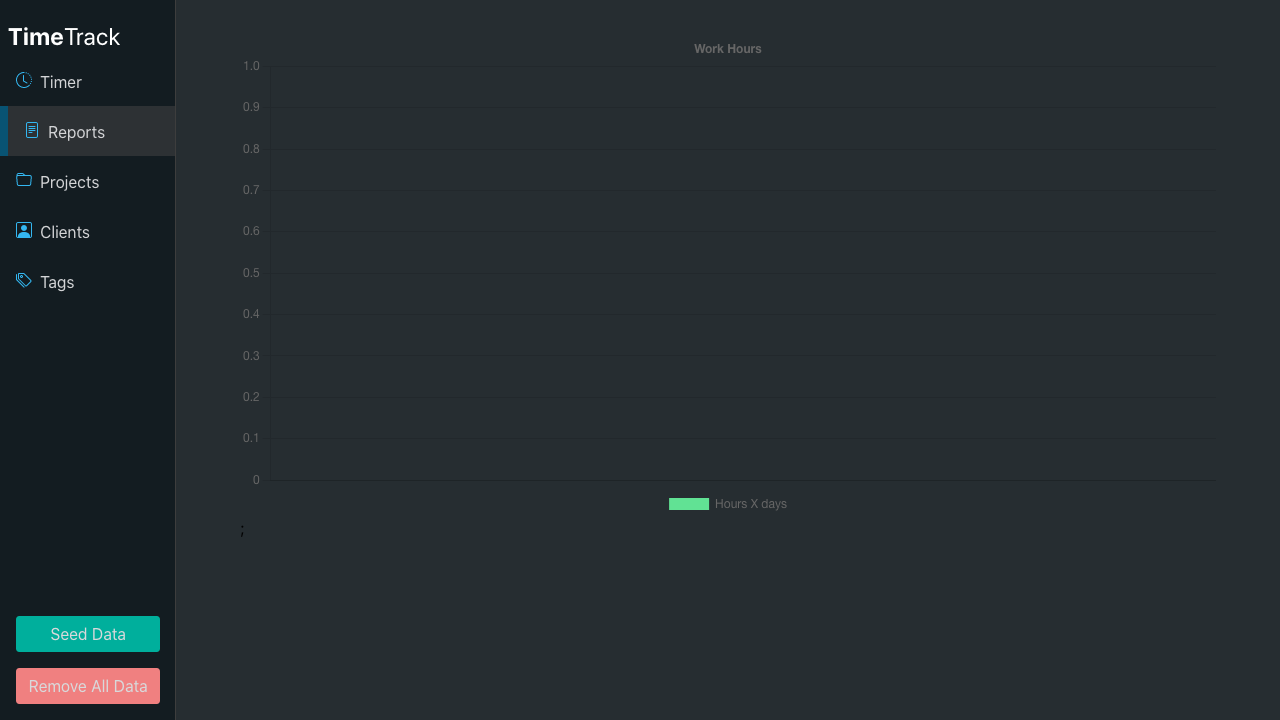 TimeTrack
Timer
Reports
Projects
Clients
Tags
Seed Data
Remove All Data
Work Hours
1.0
0.9
0.8
0.7
0.6
0.5
0.4
0.3
0.2
0.1
0
Hours X days
;